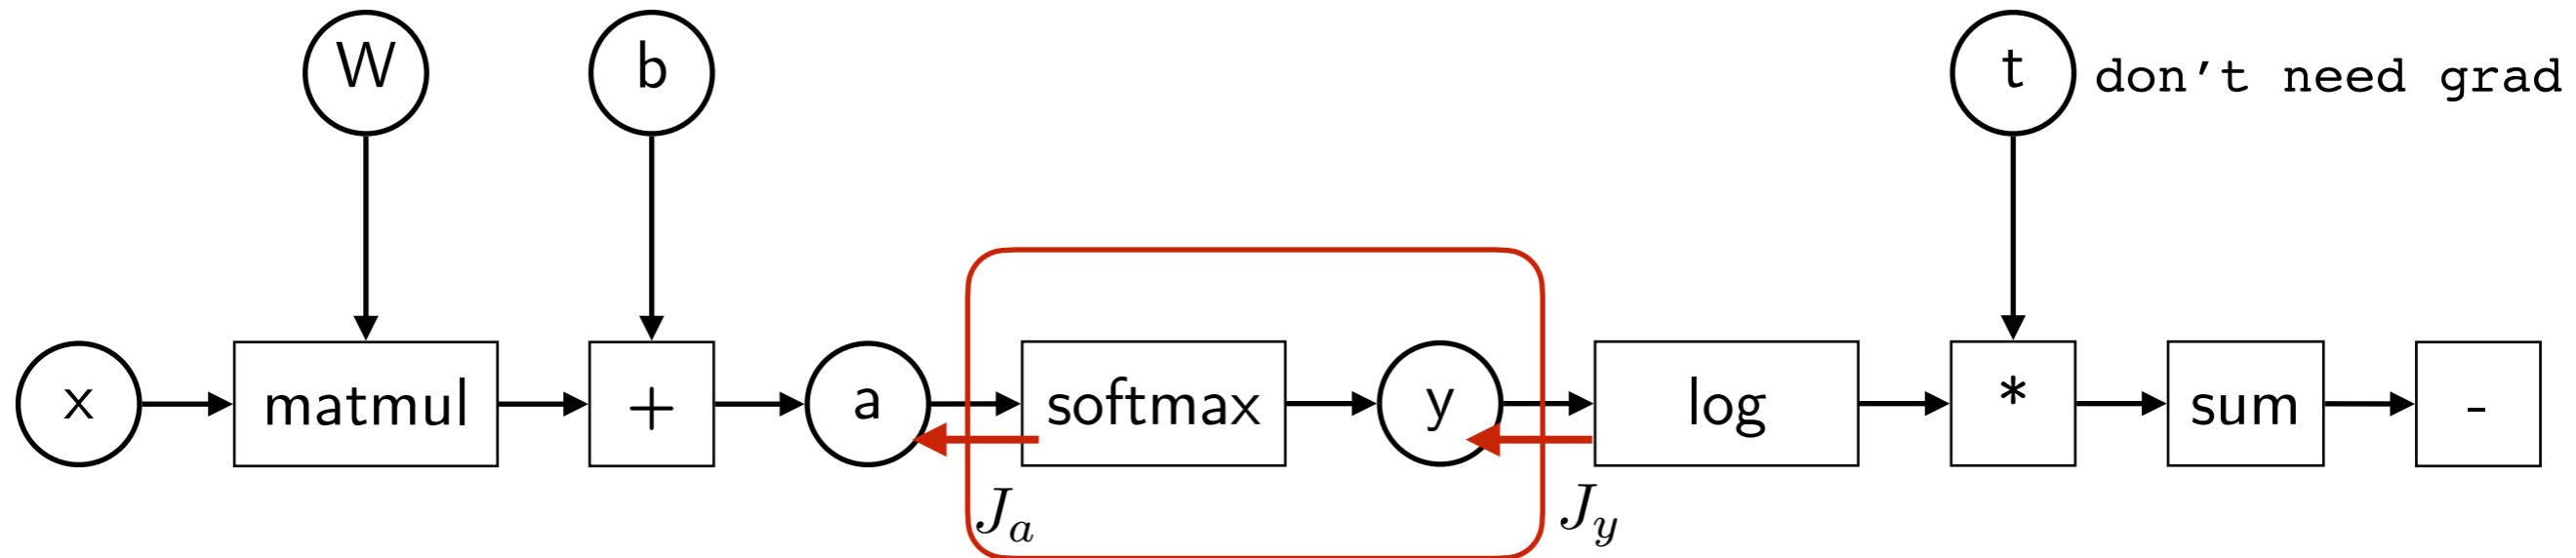 W
b
t don't need grad
x
matmul
+
a
softmax
y
log
*
sum
-
J_a
J_y